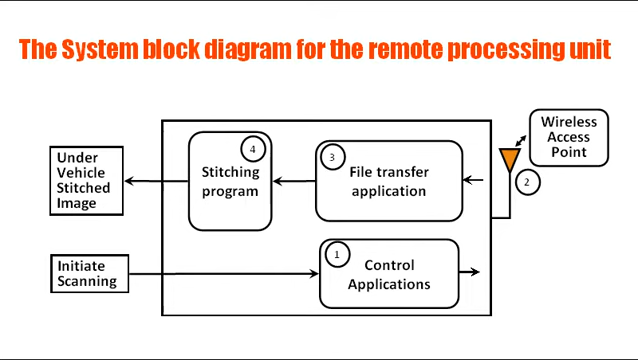 The System block diagram for the remote processing unit
Wireless
Access
Point
2
4
Stitching
program
3
File transfer
application
Under
Vehicle
Stitched
Image
1
Control
Applications
Initiate
Scanning